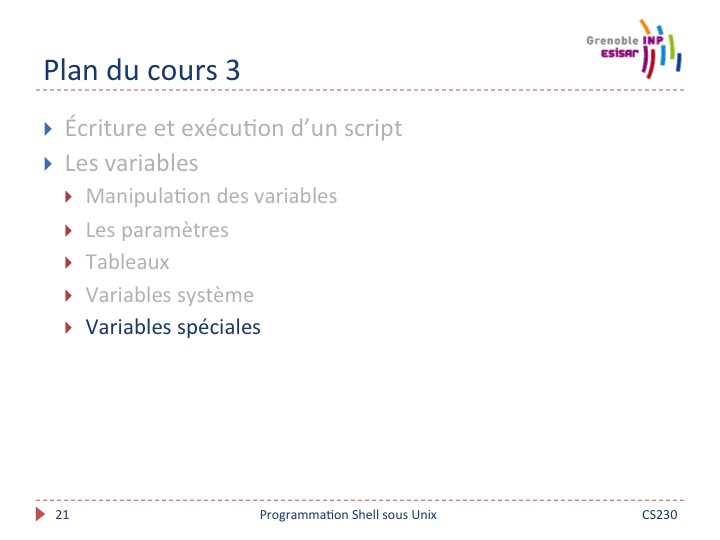 Grenoble INP
ESISAR
Plan du cours 3
Écriture et exécution d’un script
Les variables
Manipulation des variables
Les paramètres
Tableaux
Variables système
Variables spéciales
21 Programmation Shell sous Unix CS230